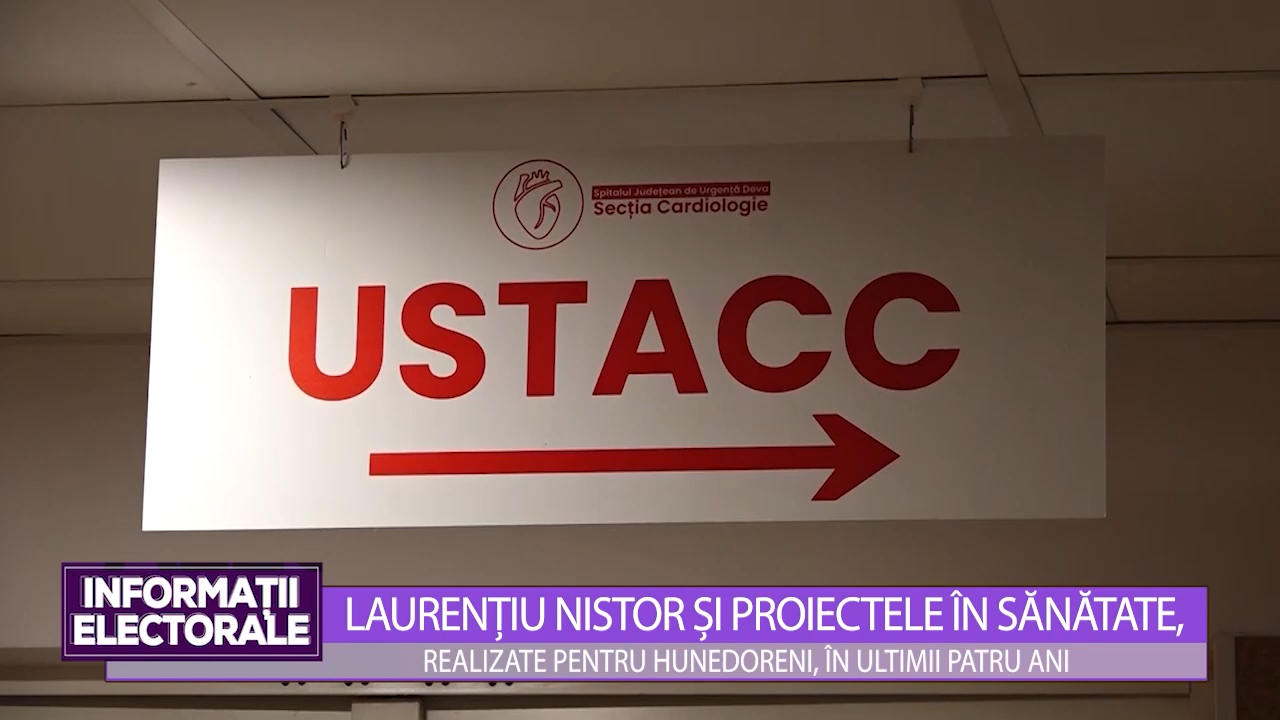 Spitalul Județean de Urgență Deva
Secția Cardiologie
USTACC
INFORMAȚII
ELECTORALE
LAURENȚIU NISTOR ȘI PROIECTELE ÎN SĂNĂTATE,
REALIZATE PENTRU HUNEDORENI, ÎN ULTIMII PATRU ANI